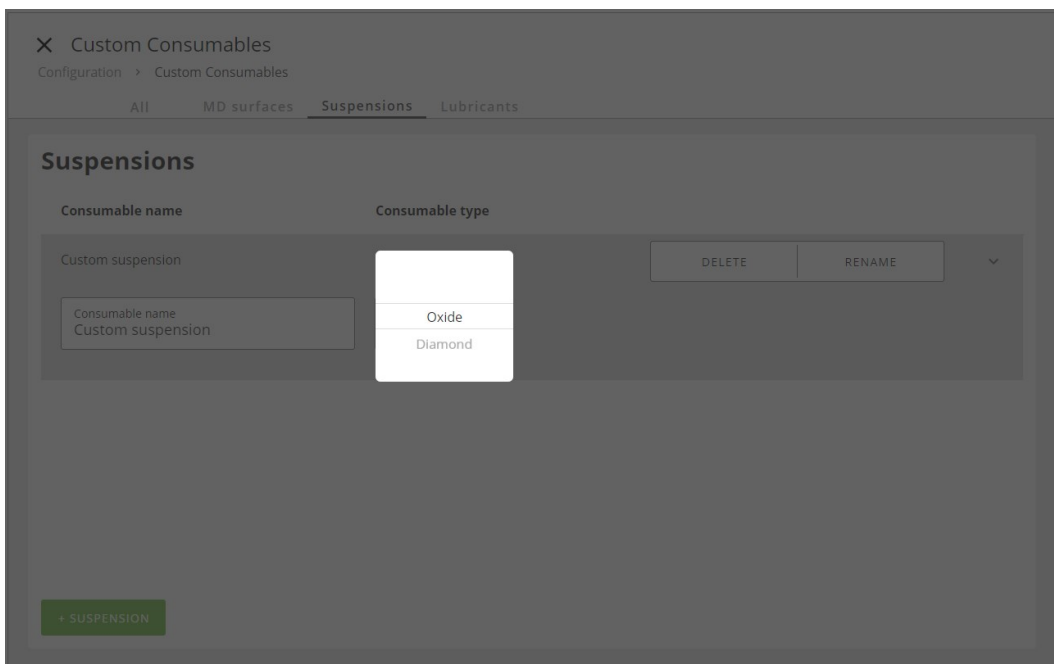 Custom Consumables
Configuration > Custom Consumables
All MD surfaces Suspensions Lubricants
Suspensions
Consumable name Consumable type
Custom suspension DELETE RENAME
Oxide
Consumable name
Custom suspension
Diamond
+ SUSPENSION